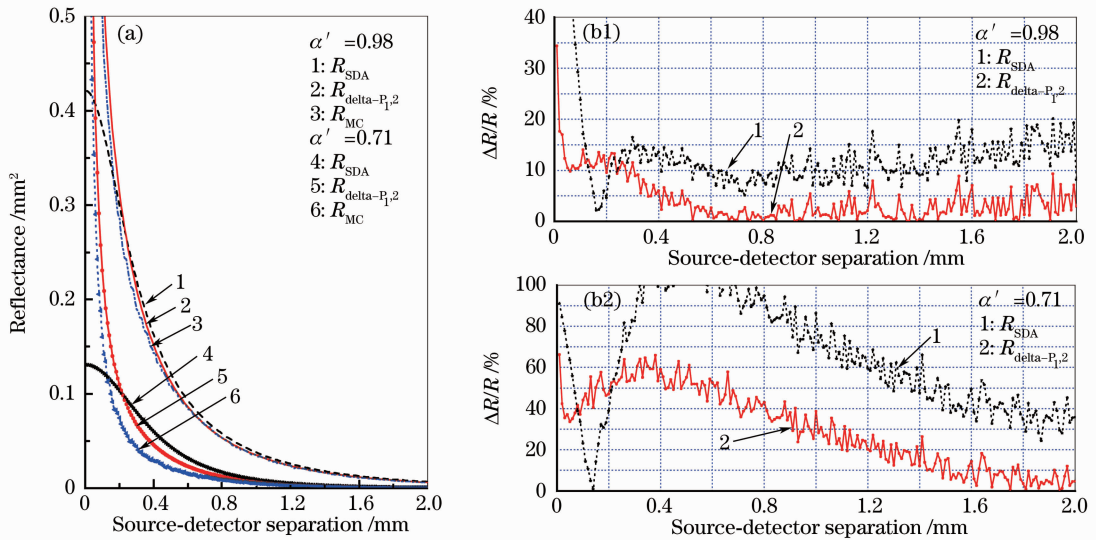 (a)
α′ =0.98
1: R_SDA
2: R_delta-P₁,2
3: R_MC
α′ =0.71
4: R_SDA
5: R_delta-P₁,2
6: R_MC
0.5
0.4
0.3
0.2
0.1
0
Reflectance /mm²
1
2
3
4
5
6
0 0.4 0.8 1.2 1.6 2.0
Source-detector separation /mm
(b1)
α′ =0.98
1: R_SDA
2: R_delta-P₁,2
40
30
20
10
0
ΔR/R /%
1
2
0 0.4 0.8 1.2 1.6 2.0
Source-detector separation /mm
(b2)
α′ =0.71
1: R_SDA
2: R_delta-P₁,2
100
80
60
40
20
0
ΔR/R /%
1
2
0 0.4 0.8 1.2 1.6 2.0
Source-detector separation /mm